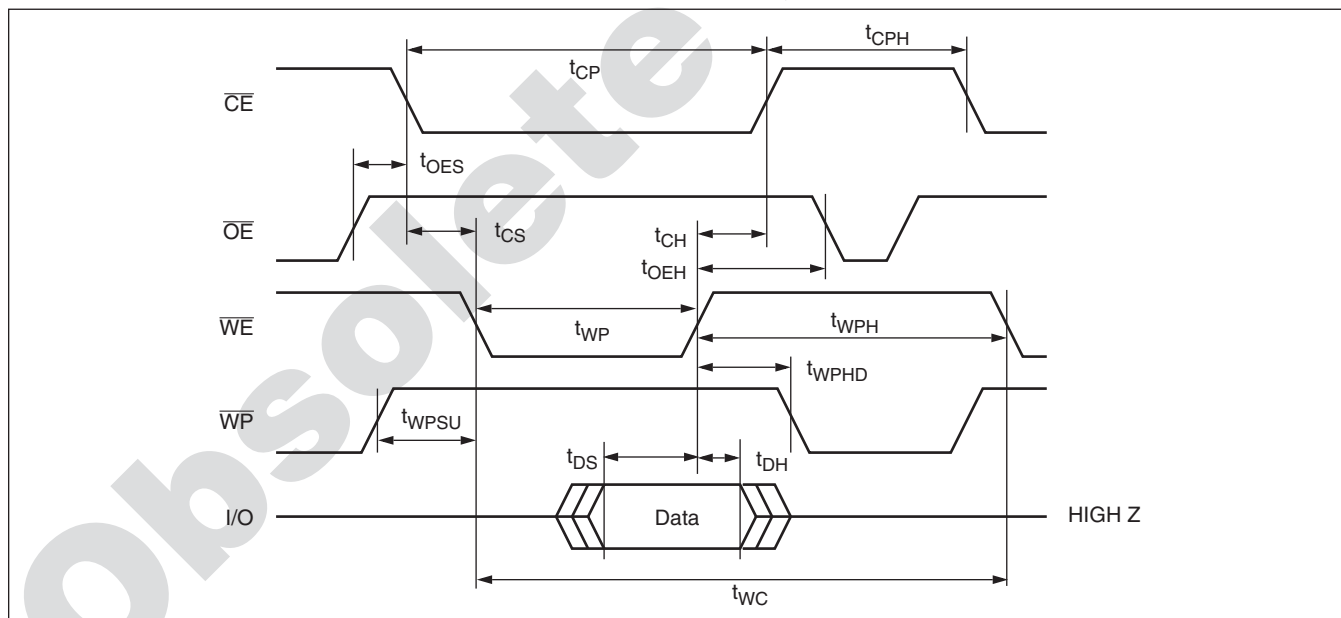 tCPH
tCP
CE
tOES
OE
tCS
tCH
tOEH
WE
tWP
tWPH
tWPHD
WP
tWPSU
tDS
tDH
I/O
Data
HIGH Z
tWC
Obsolete